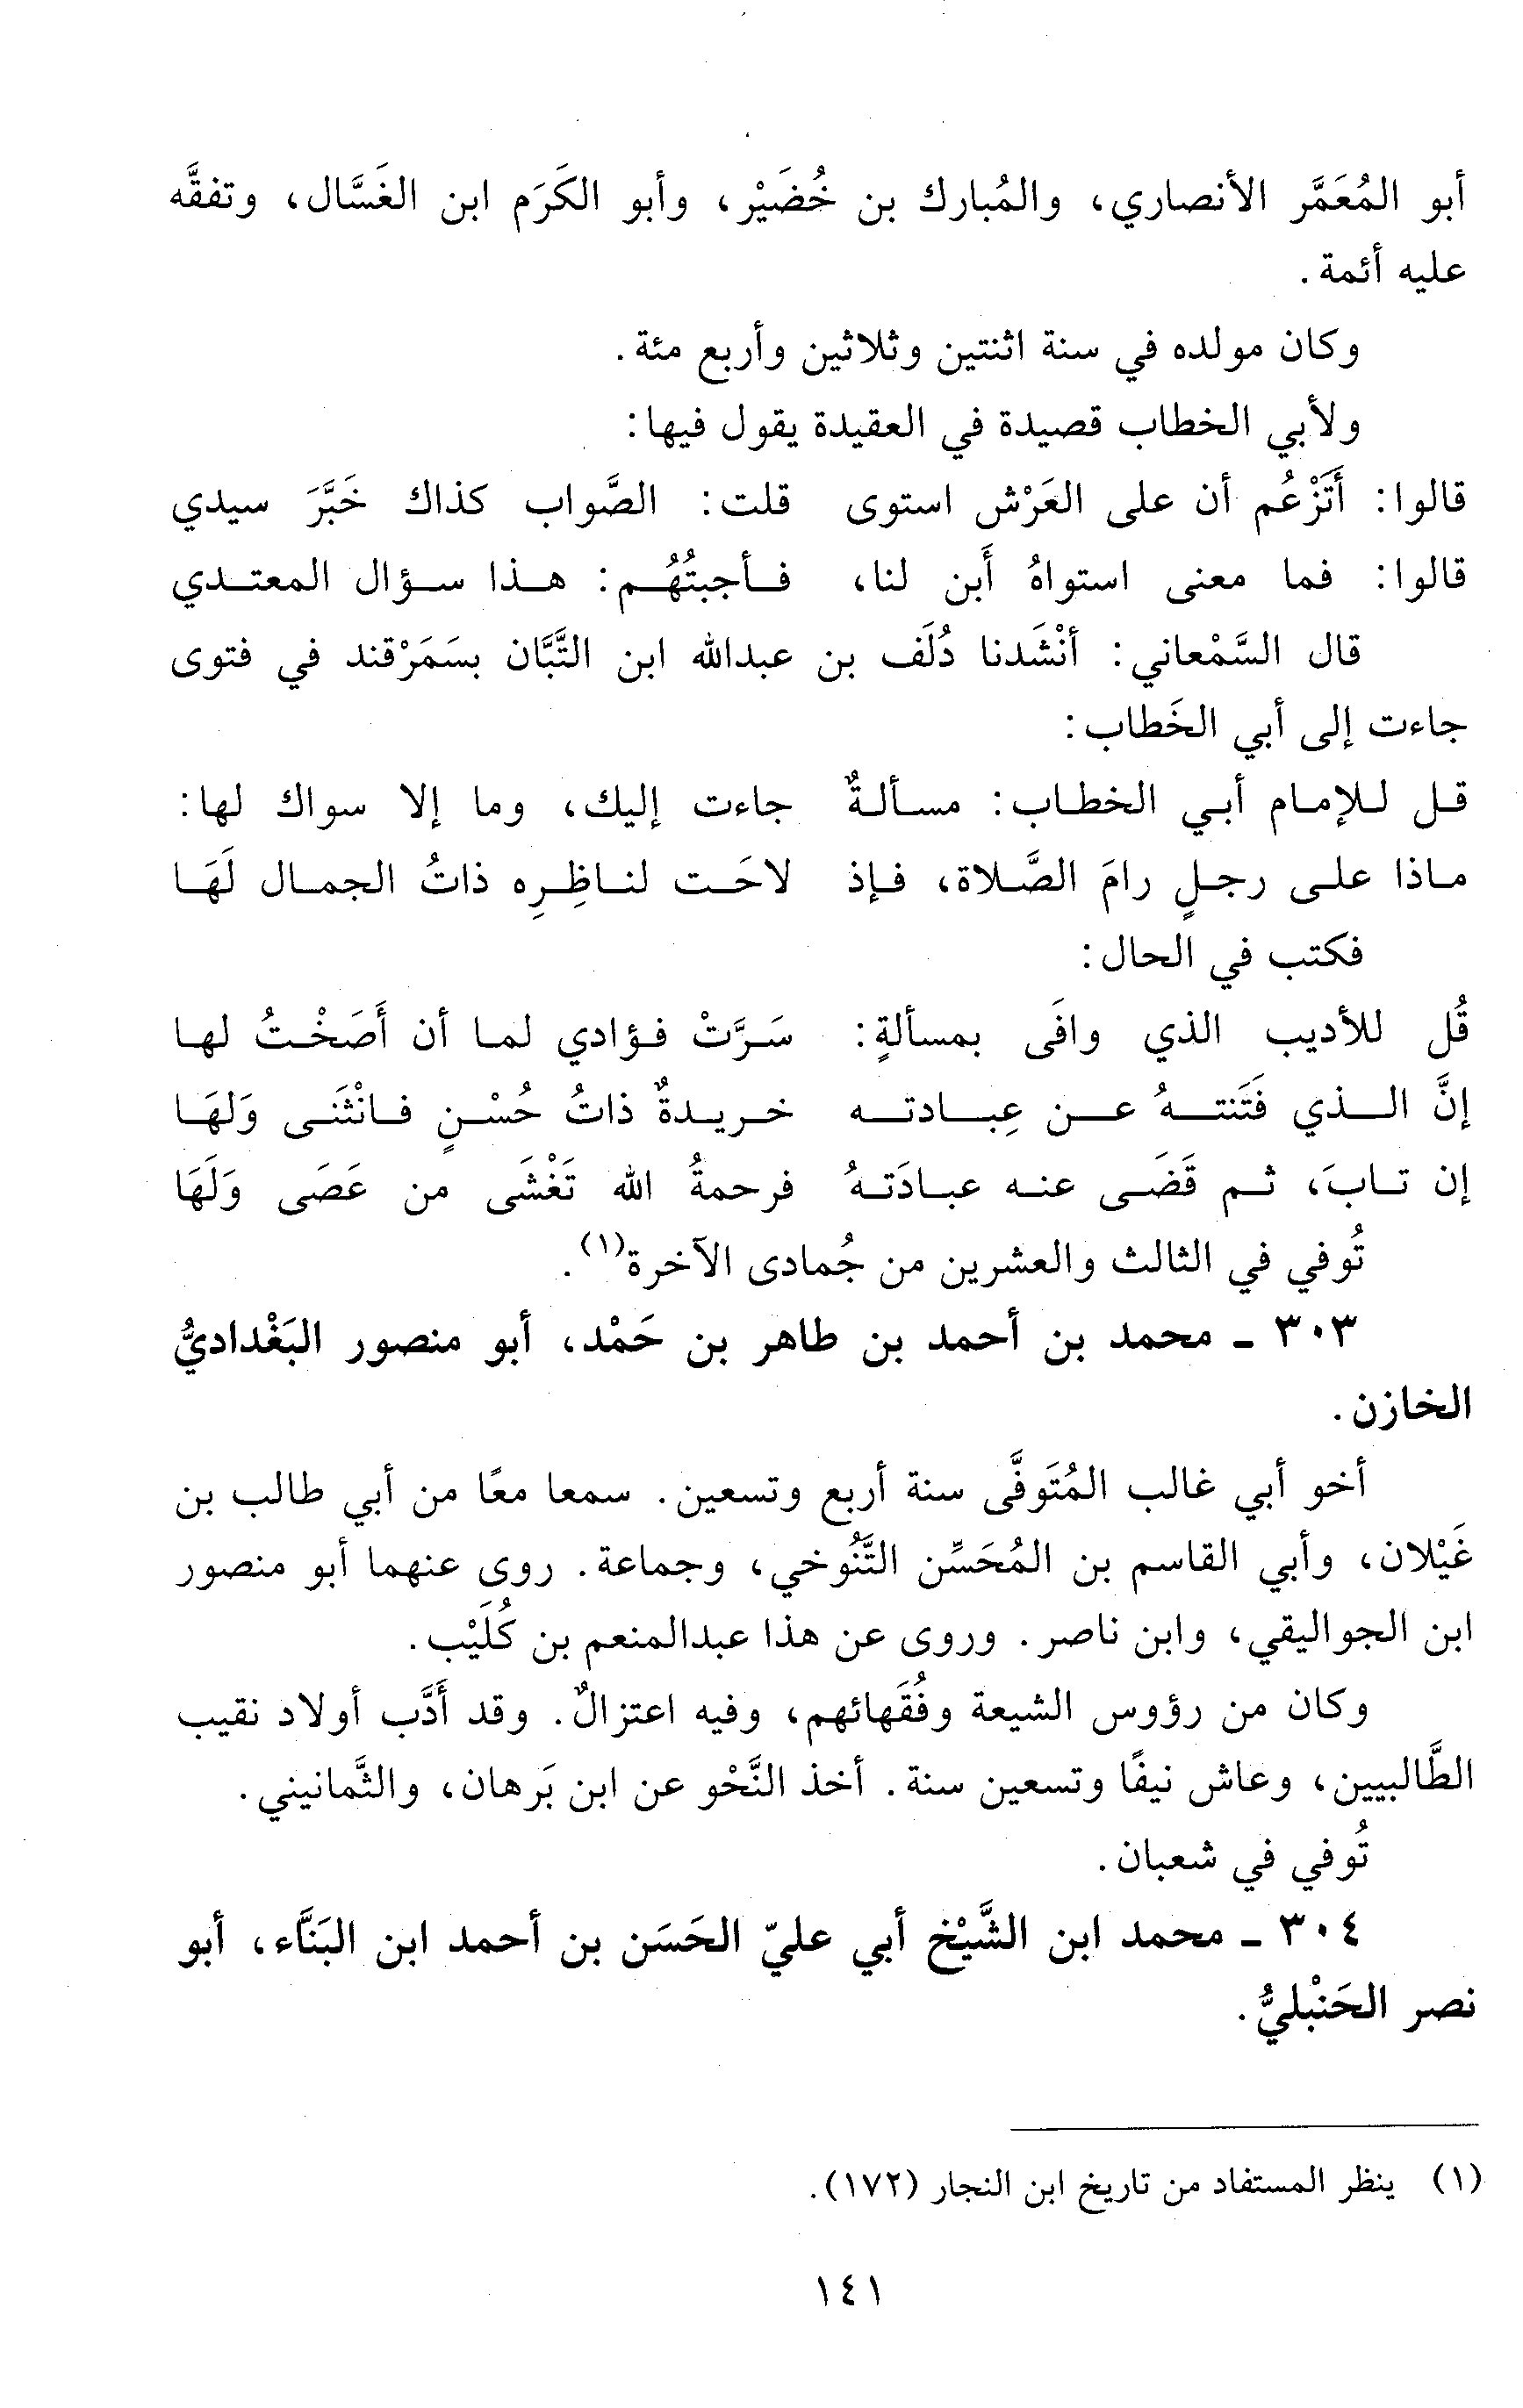 أبو المُعَمَّر الأنصاري، والمُبارك بن خُضَيْر، وأبو الكَرَم ابن الغَسَّال، وتفقَّه
عليه أئمة.
وكان مولده في سنة اثنتين وثلاثين وأربع مئة.
ولأبي الخطاب قصيدة في العقيدة يقول فيها:
قالوا: أَتَزْعُم أن على العَرْش استوى قلت: الصَّواب كذاك خَبَّرَ سيدي
قالوا: فما معنى استواهُ أَبن لنا، فأجبتُهُم: هذا سؤال المعتدي
قال السَّمْعاني: أنْشَدنا دُلَف بن عبدالله ابن التَّبَّان بسَمَرْقند في فتوى
جاءت إلى أبي الخَطاب:
قل للإمام أبي الخطاب: مسألةٌ جاءت إليك، وما إلا سواك لها:
ماذا على رجلٍ رامَ الصَّلاة، فإذ لاحَت لناظِرِه ذاتُ الجمال لَهَا
فكتب في الحال:
قُل للأديب الذي وافَى بمسألةٍ: سَرَّتْ فؤادي لما أن أَصَخْتُ لها
إنَّ الذي فَتَنتهُ عن عِبادته خريدةٌ ذاتُ حُسْنٍ فانْثَنى وَلهَا
إن تابَ، ثم قَضَى عنه عبادَتهُ فرحمةُ الله تَغْشَى من عَصَى وَلَهَا
تُوفي في الثالث والعشرين من جُمادى الآخرة(١).
٣٠٣ - محمد بن أحمد بن طاهر بن حَمْد، أبو منصور البَغْداديُّ
الخازن.
أخو أبي غالب المُتَوفَّى سنة أربع وتسعين. سمعا معًا من أبي طالب بن
غَيْلان، وأبي القاسم بن المُحَسِّن التَّنُوخي، وجماعة. روى عنهما أبو منصور
ابن الجواليقي، وابن ناصر. وروى عن هذا عبدالمنعم بن كُلَيْب.
وكان من رؤوس الشيعة وفُقَهائهم، وفيه اعتزالٌ. وقد أَدَّب أولاد نقيب
الطَّالبيين، وعاش نيفًا وتسعين سنة. أخذ النَّحْو عن ابن بَرهان، والثَّمانيني.
تُوفي في شعبان.
٣٠٤ - محمد ابن الشَّيْخ أبي عليّ الحَسَن بن أحمد ابن البَنَّاء، أبو
نصر الحَنْبليُّ.
(١) ينظر المستفاد من تاريخ ابن النجار (١٧٢).
١٤١